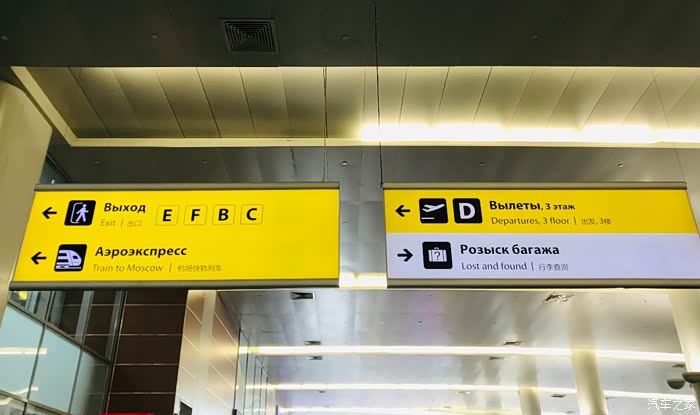 Выход E F B C
Exit | 出口
Аэроэкспресс
Train to Moscow | 机场快轨列车
D Вылеты, 3 этаж
Departures, 3 floor | 出发, 3楼
Розыск багажа
Lost and found | 行李查询
汽车之家